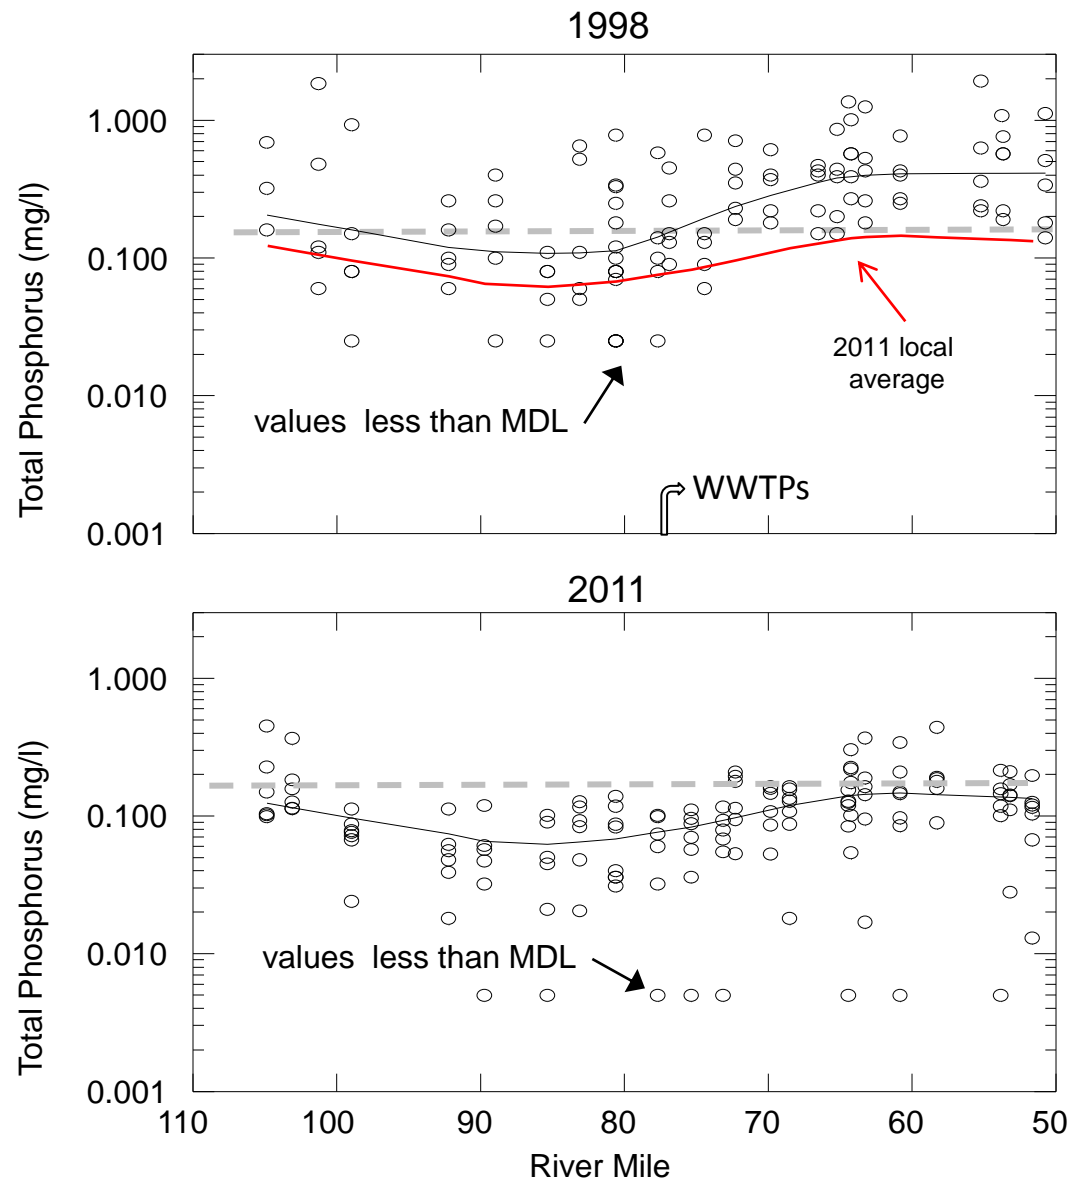 1998
Total Phosphorus (mg/l)
1.000
0.100
0.010
0.001
2011 local
average
values less than MDL
WWTPs
2011
Total Phosphorus (mg/l)
1.000
0.100
0.010
0.001
values less than MDL
110 100 90 80 70 60 50
River Mile